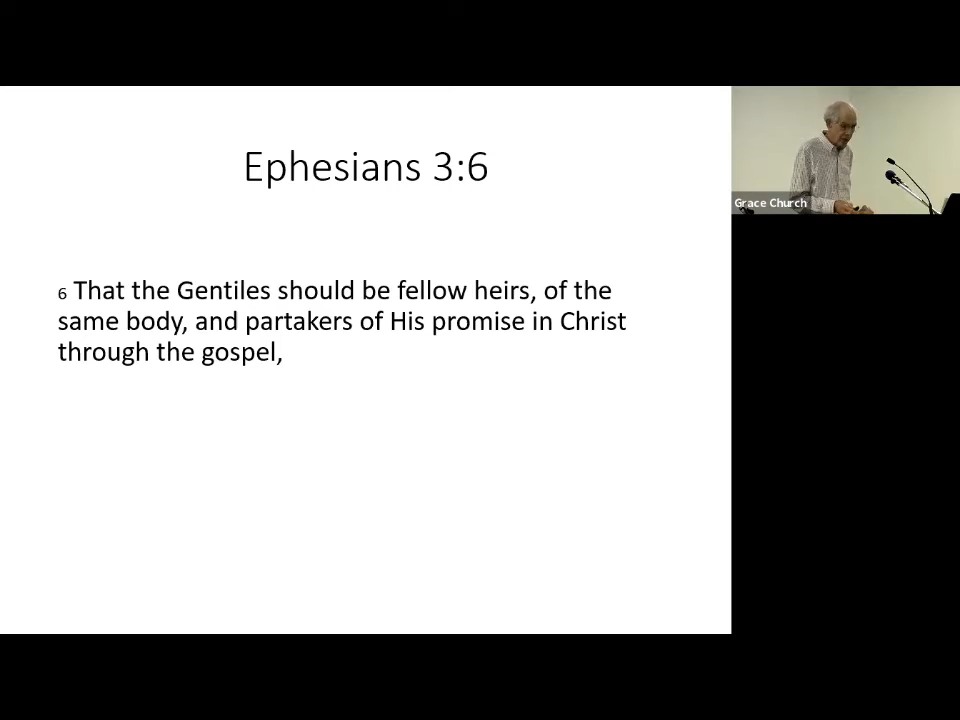 Ephesians 3:6
6 That the Gentiles should be fellow heirs, of the
same body, and partakers of His promise in Christ
through the gospel,
Grace Church